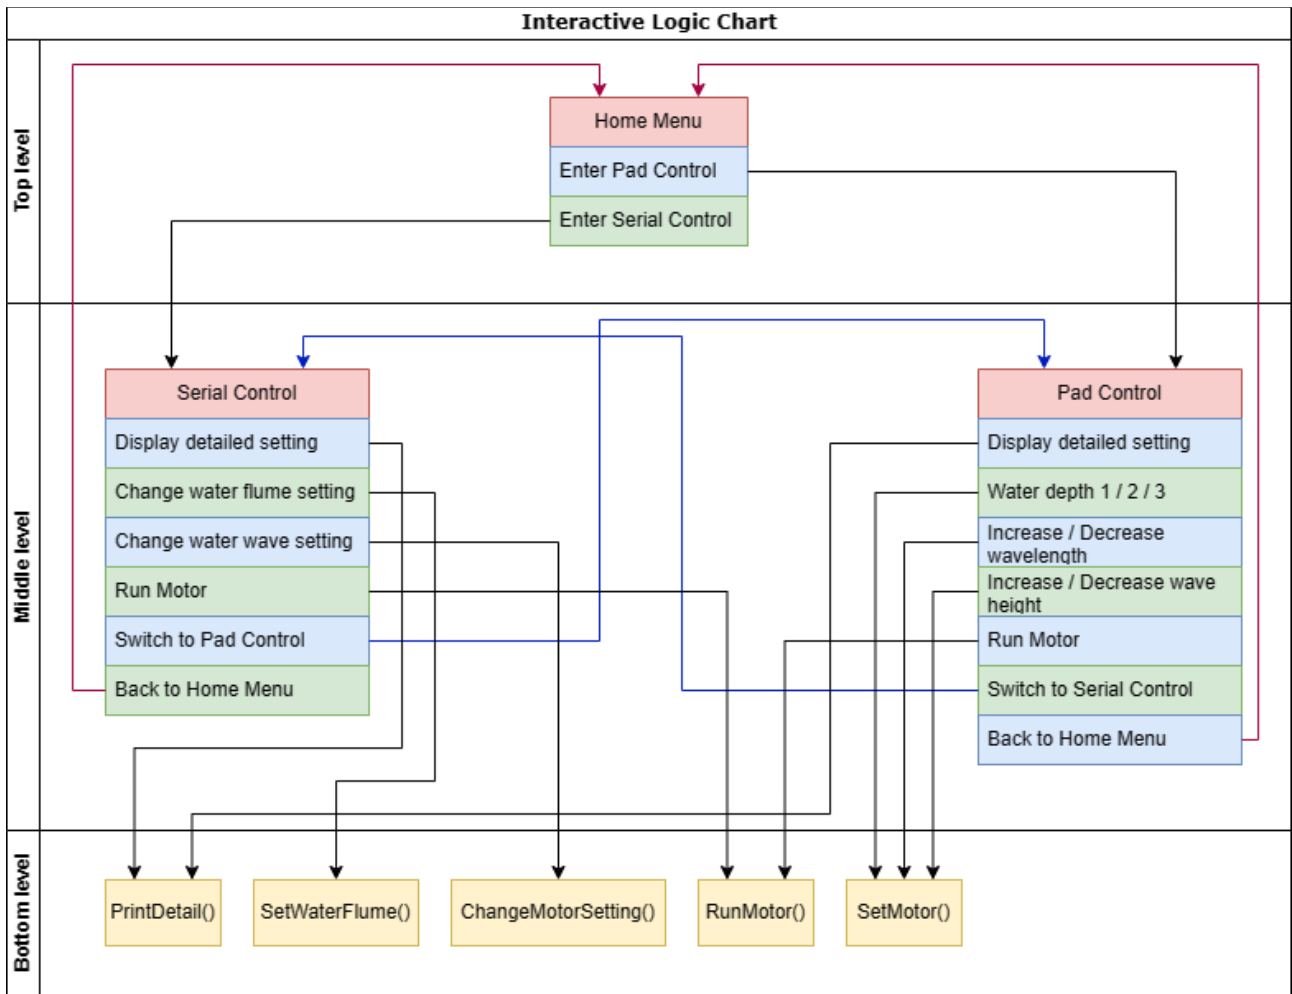 Interactive Logic Chart
Top level
Home Menu
Enter Pad Control
Enter Serial Control
Middle level
Serial Control
Display detailed setting
Change water flume setting
Change water wave setting
Run Motor
Switch to Pad Control
Back to Home Menu
Pad Control
Display detailed setting
Water depth 1 / 2 / 3
Increase / Decrease
wavelength
Increase / Decrease wave
height
Run Motor
Switch to Serial Control
Back to Home Menu
Bottom level
PrintDetail()
SetWaterFlume()
ChangeMotorSetting()
RunMotor()
SetMotor()